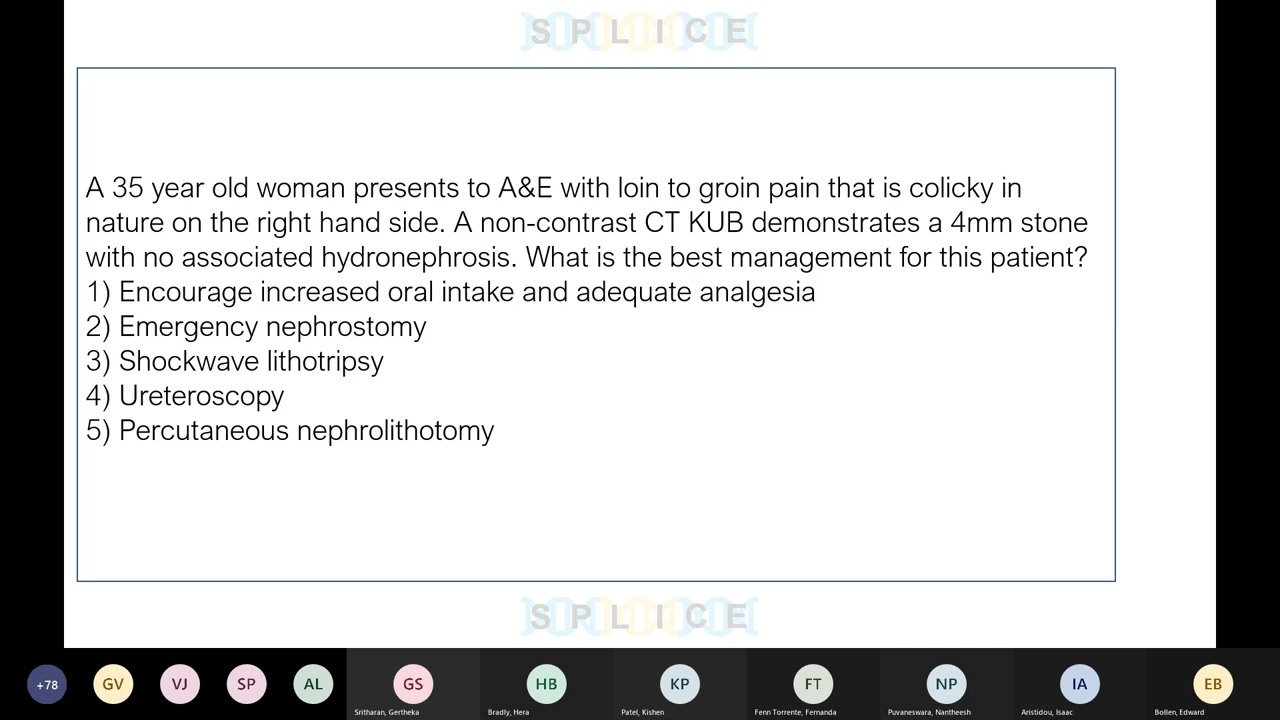 S P L I C E
A 35 year old woman presents to A&E with loin to groin pain that is colicky in
nature on the right hand side. A non-contrast CT KUB demonstrates a 4mm stone
with no associated hydronephrosis. What is the best management for this patient?
1) Encourage increased oral intake and adequate analgesia
2) Emergency nephrostomy
3) Shockwave lithotripsy
4) Ureteroscopy
5) Percutaneous nephrolithotomy
S P L I C E
+78 GV VJ SP AL GS HB KP FT NP IA EB
Sritharan, Gertheka Bradly, Hera Patel, Kishen Fenn Torrente, Fernanda Puvaneswara, Nantheesh Aristidou, Isaac Bollen, Edward